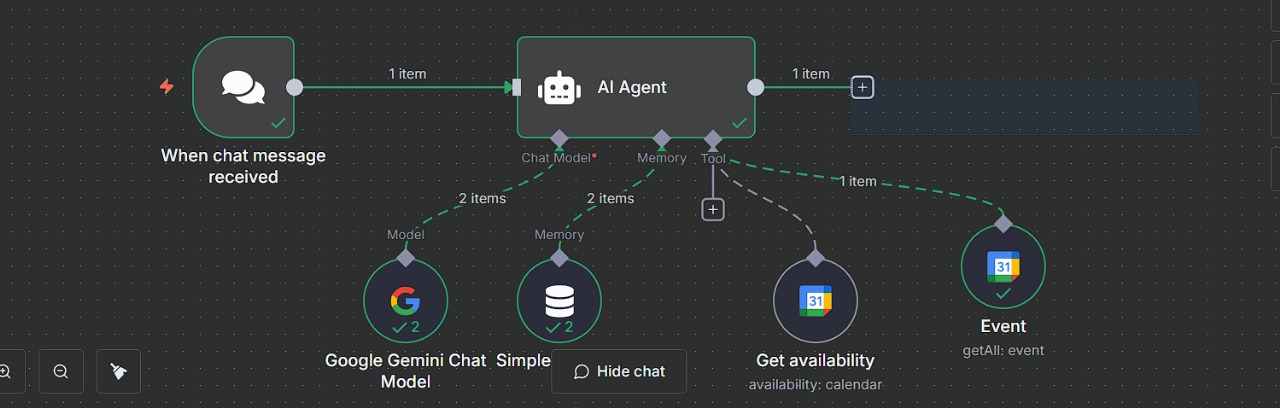 1 item
AI Agent
1 item
When chat message
received
Chat Model*
Memory
Tool
1 item
2 items
2 items
Model
Memory
31
2
2
31
Google Gemini Chat
Model
Simple
Hide chat
Get availability
availability: calendar
Event
getAll: event